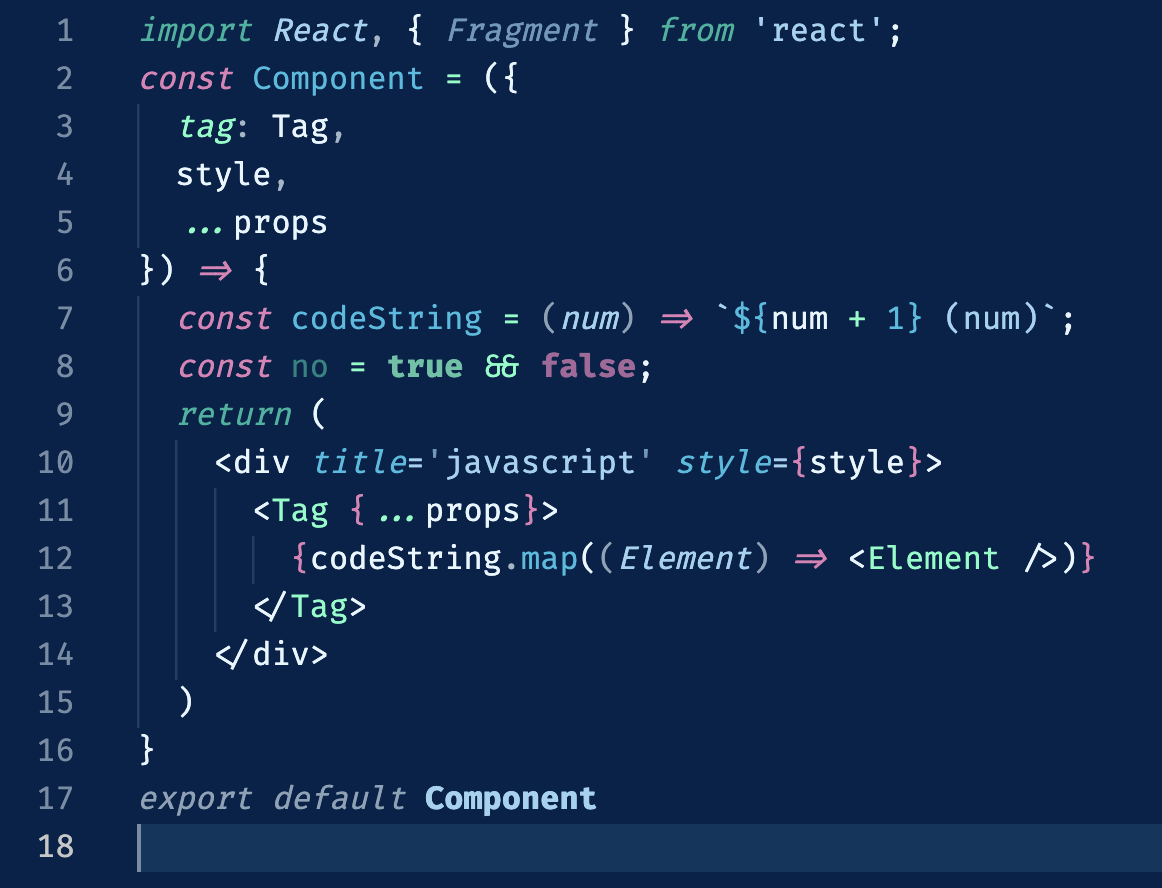 1 import React, { Fragment } from 'react';
2 const Component = ({
3   tag: Tag,
4   style,
5   ...props
6 }) => {
7   const codeString = (num) => `${num + 1} (num)`;
8   const no = true && false;
9   return (
10     <div title='javascript' style={style}>
11       <Tag {...props}>
12         {codeString.map((Element) => <Element />)}
13       </Tag>
14     </div>
15   )
16 }
17 export default Component
18